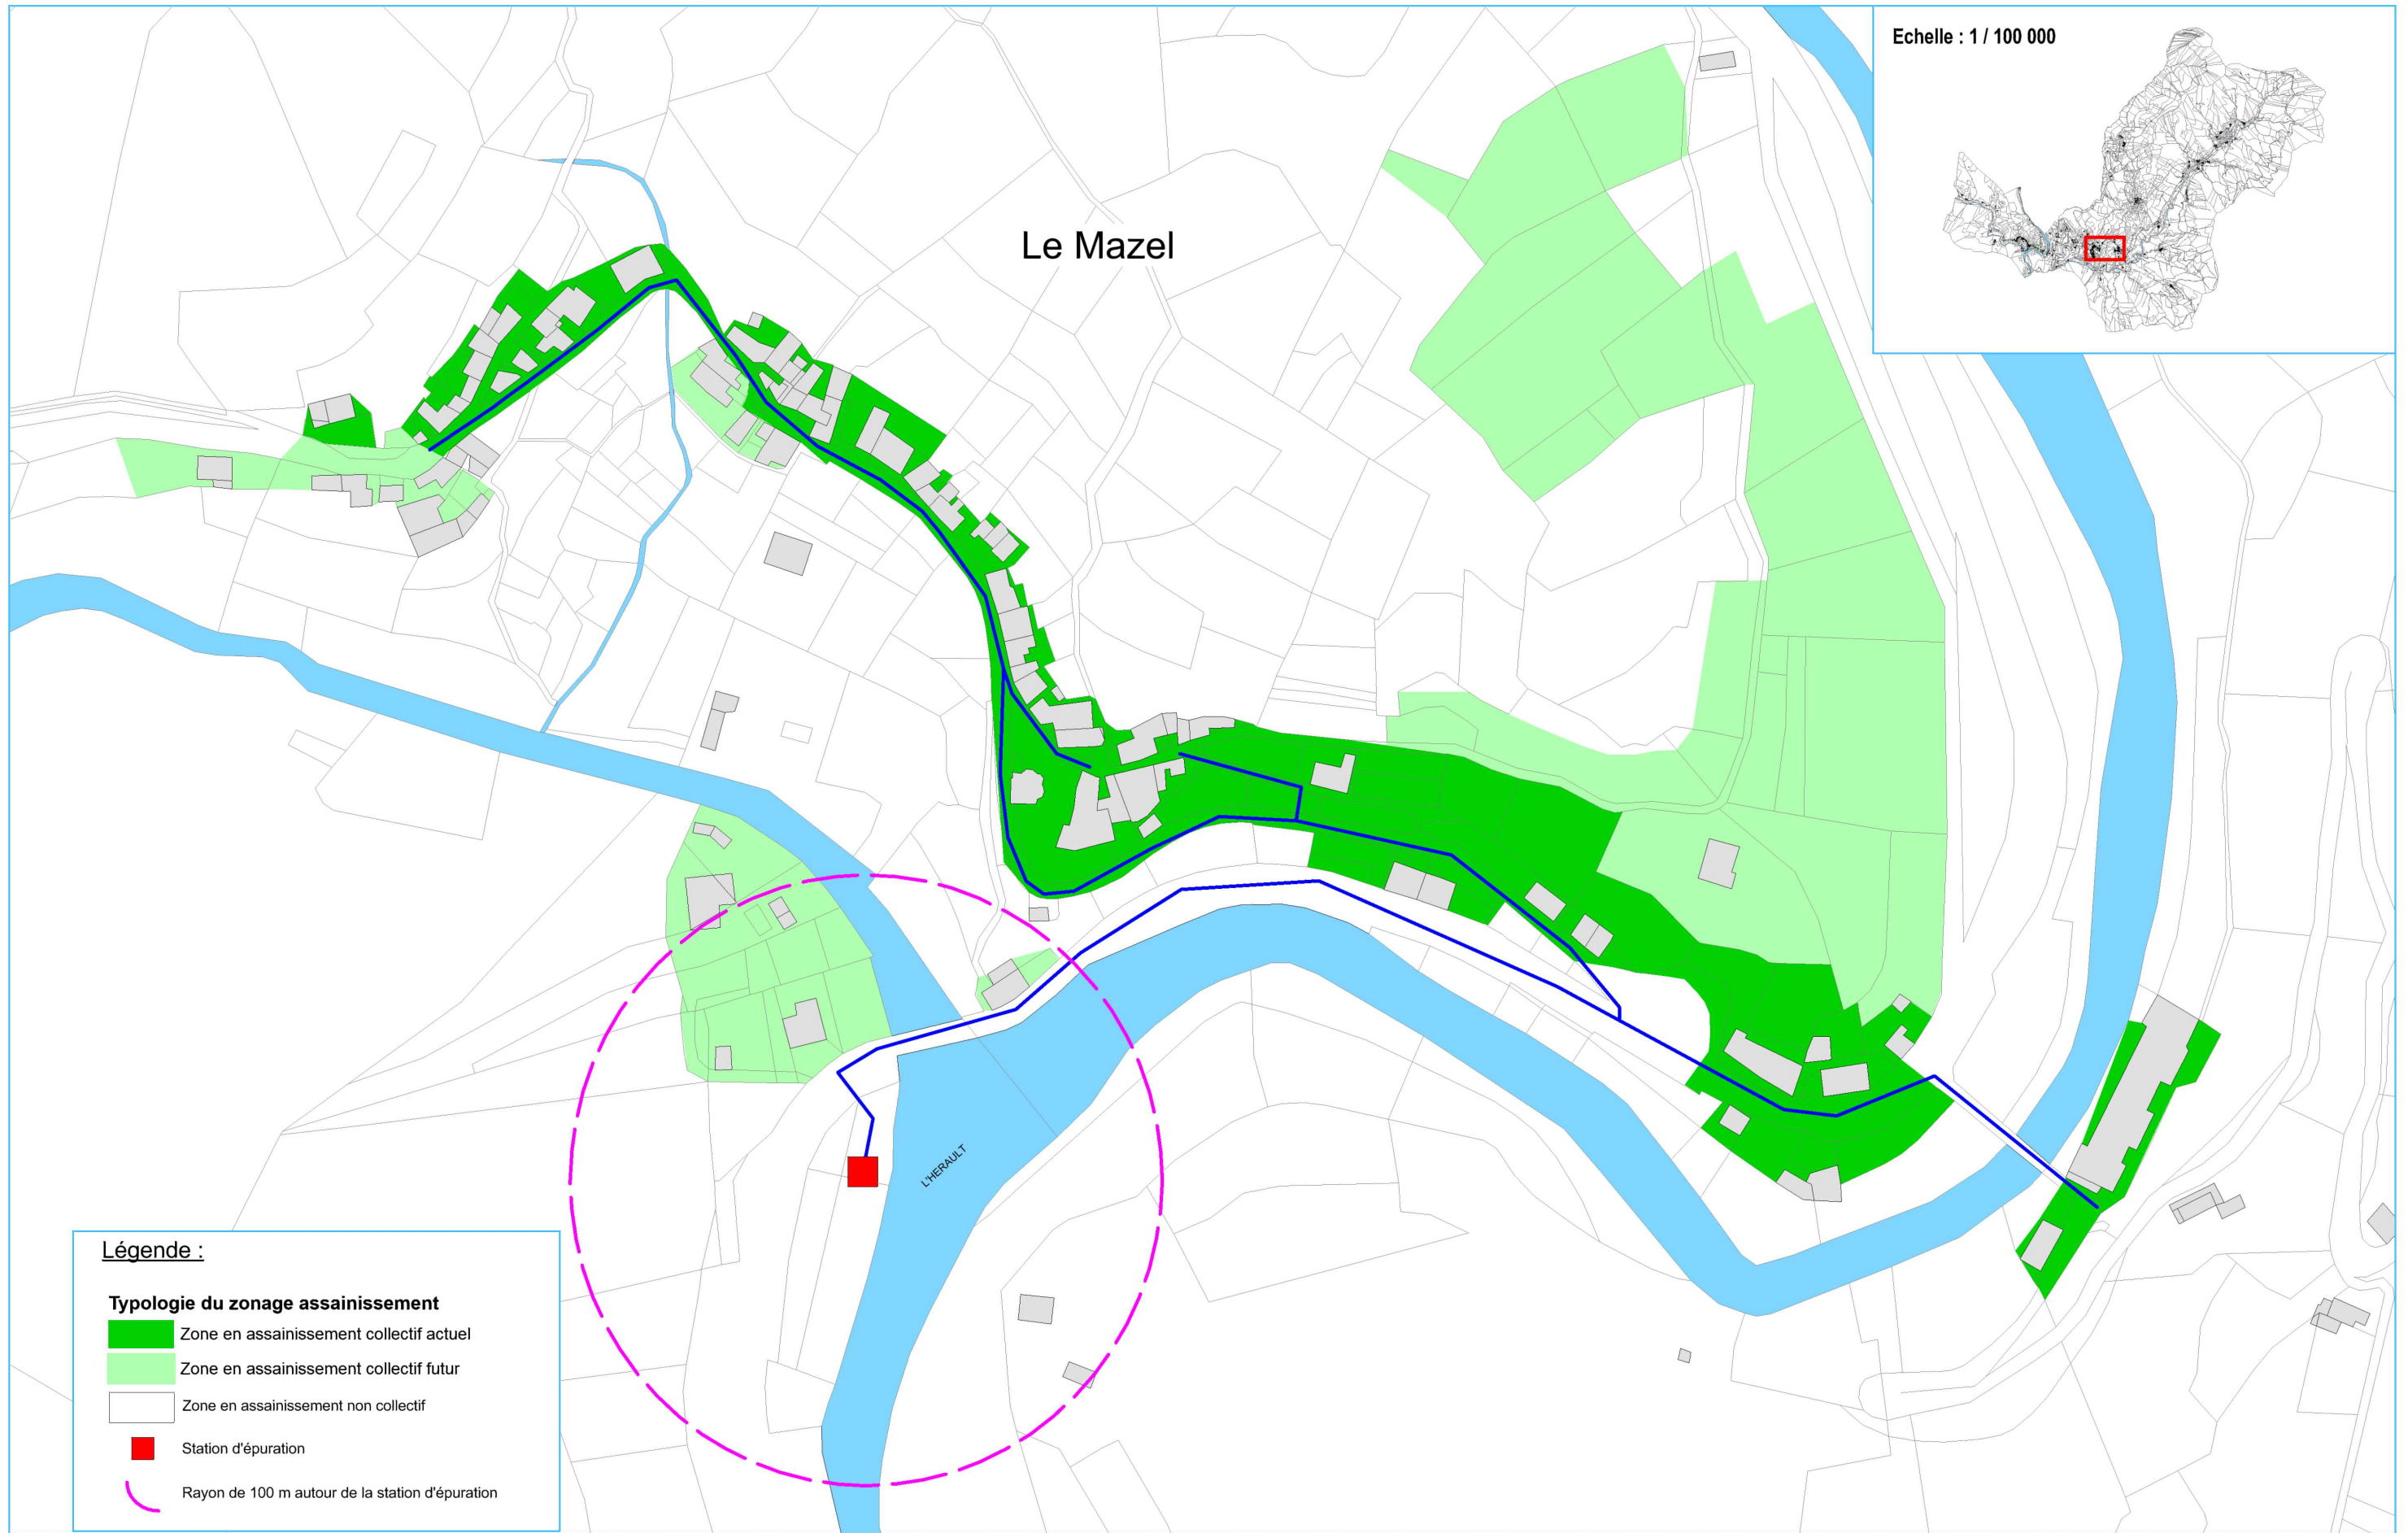 Echelle : 1 / 100 000
Le Mazel
L'HERAULT
Légende :
Typologie du zonage assainissement
Zone en assainissement collectif actuel
Zone en assainissement collectif futur
Zone en assainissement non collectif
Station d'épuration
Rayon de 100 m autour de la station d'épuration